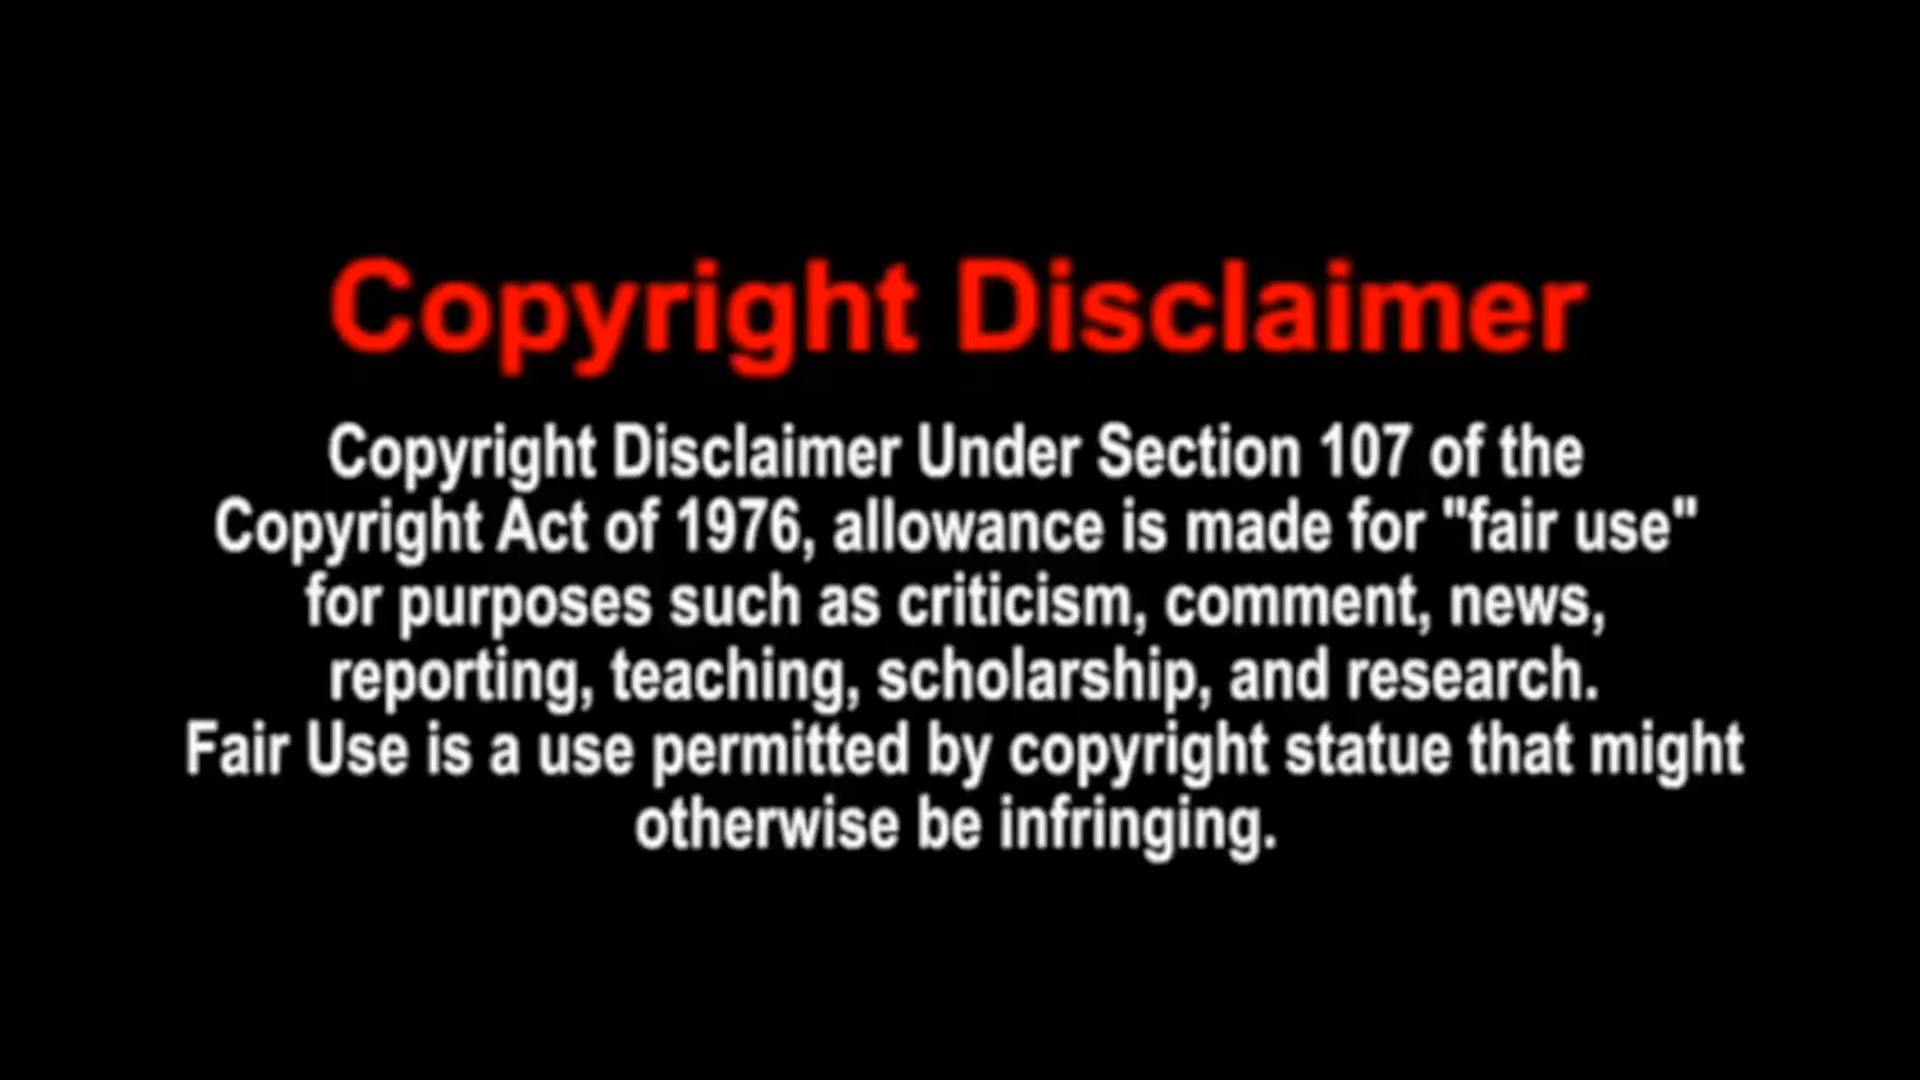 Copyright Disclaimer
Copyright Disclaimer Under Section 107 of the
Copyright Act of 1976, allowance is made for "fair use"
for purposes such as criticism, comment, news,
reporting, teaching, scholarship, and research.
Fair Use is a use permitted by copyright statue that might
otherwise be infringing.